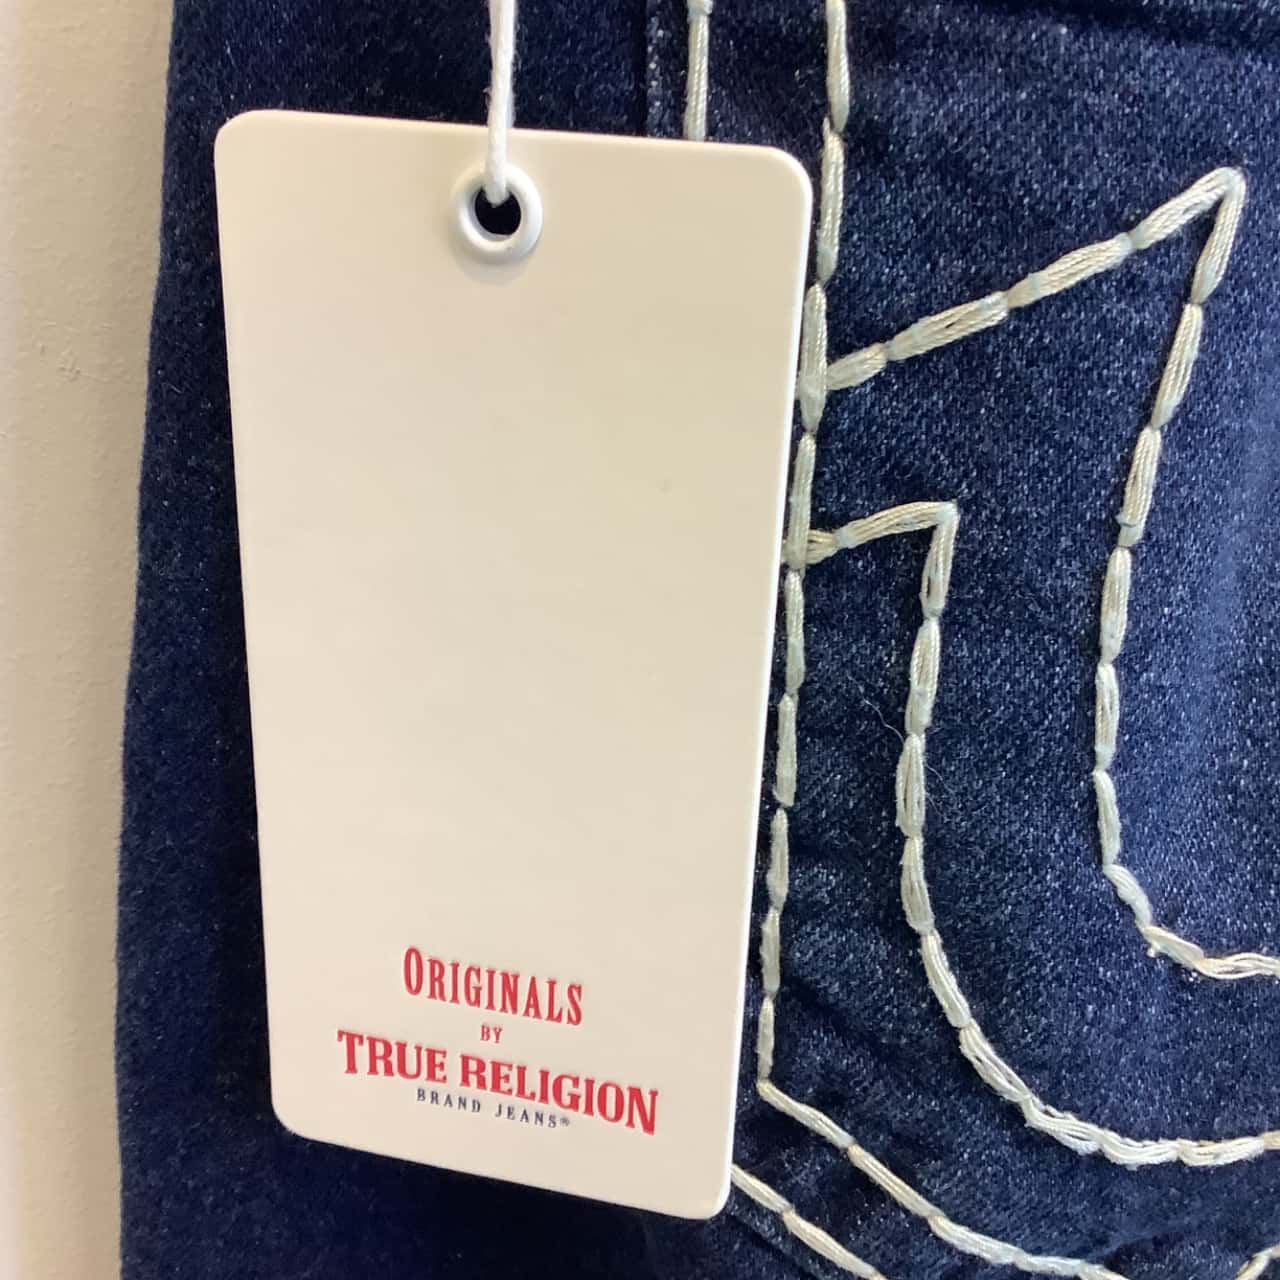 ORIGINALS
BY
TRUE RELIGION
BRAND JEANS®